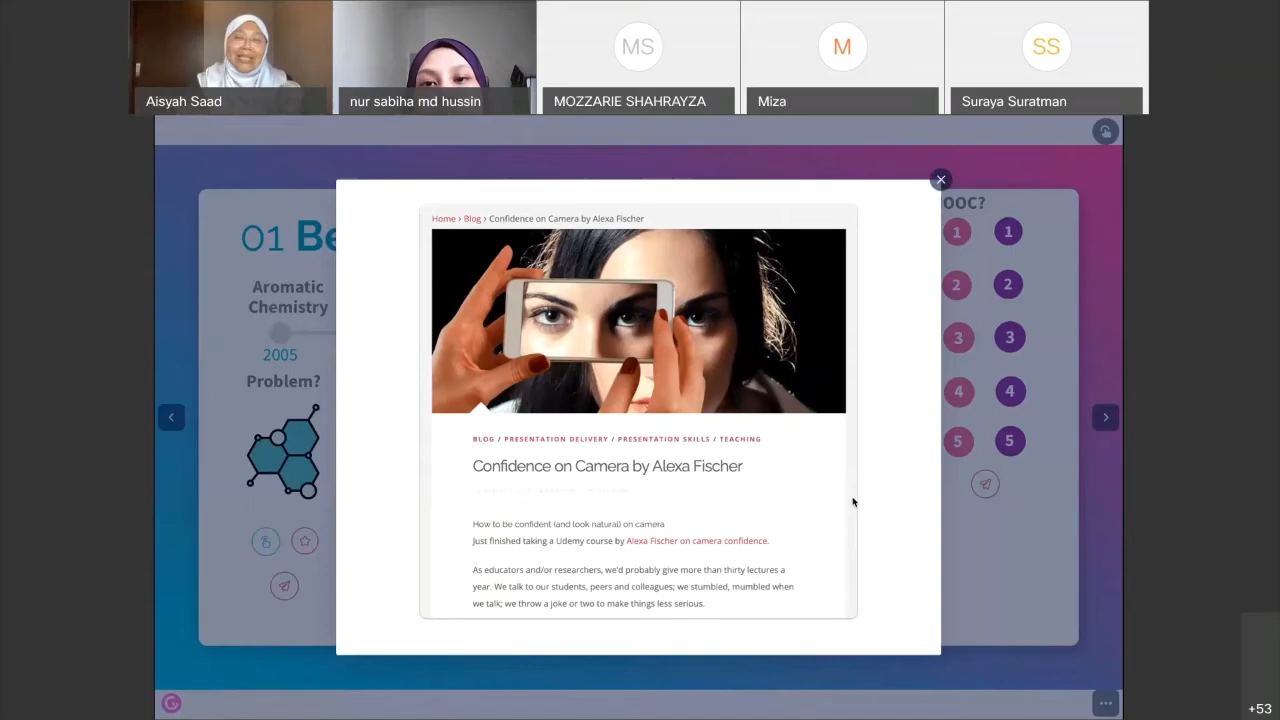 MS
M
SS
Aisyah Saad
nur sabiha md hussin
MOZZARIE SHAHRAYZA
Miza
Suraya Suratman
01 Be
Aromatic
Chemistry
2005
Problem?
Home › Blog › Confidence on Camera by Alexa Fischer
BLOG / PRESENTATION DELIVERY / PRESENTATION SKILLS / TEACHING
Confidence on Camera by Alexa Fischer
How to be confident (and look natural) on camera
Just finished taking a Udemy course by Alexa Fischer on camera confidence.
As educators and/or researchers, we'd probably give more than thirty lectures a
year. We talk to our students, peers and colleagues; we stumbled, mumbled when
we talk; we throw a joke or two to make things less serious.
OOC?
1 1
2 2
3 3
4 4
5 5
+53